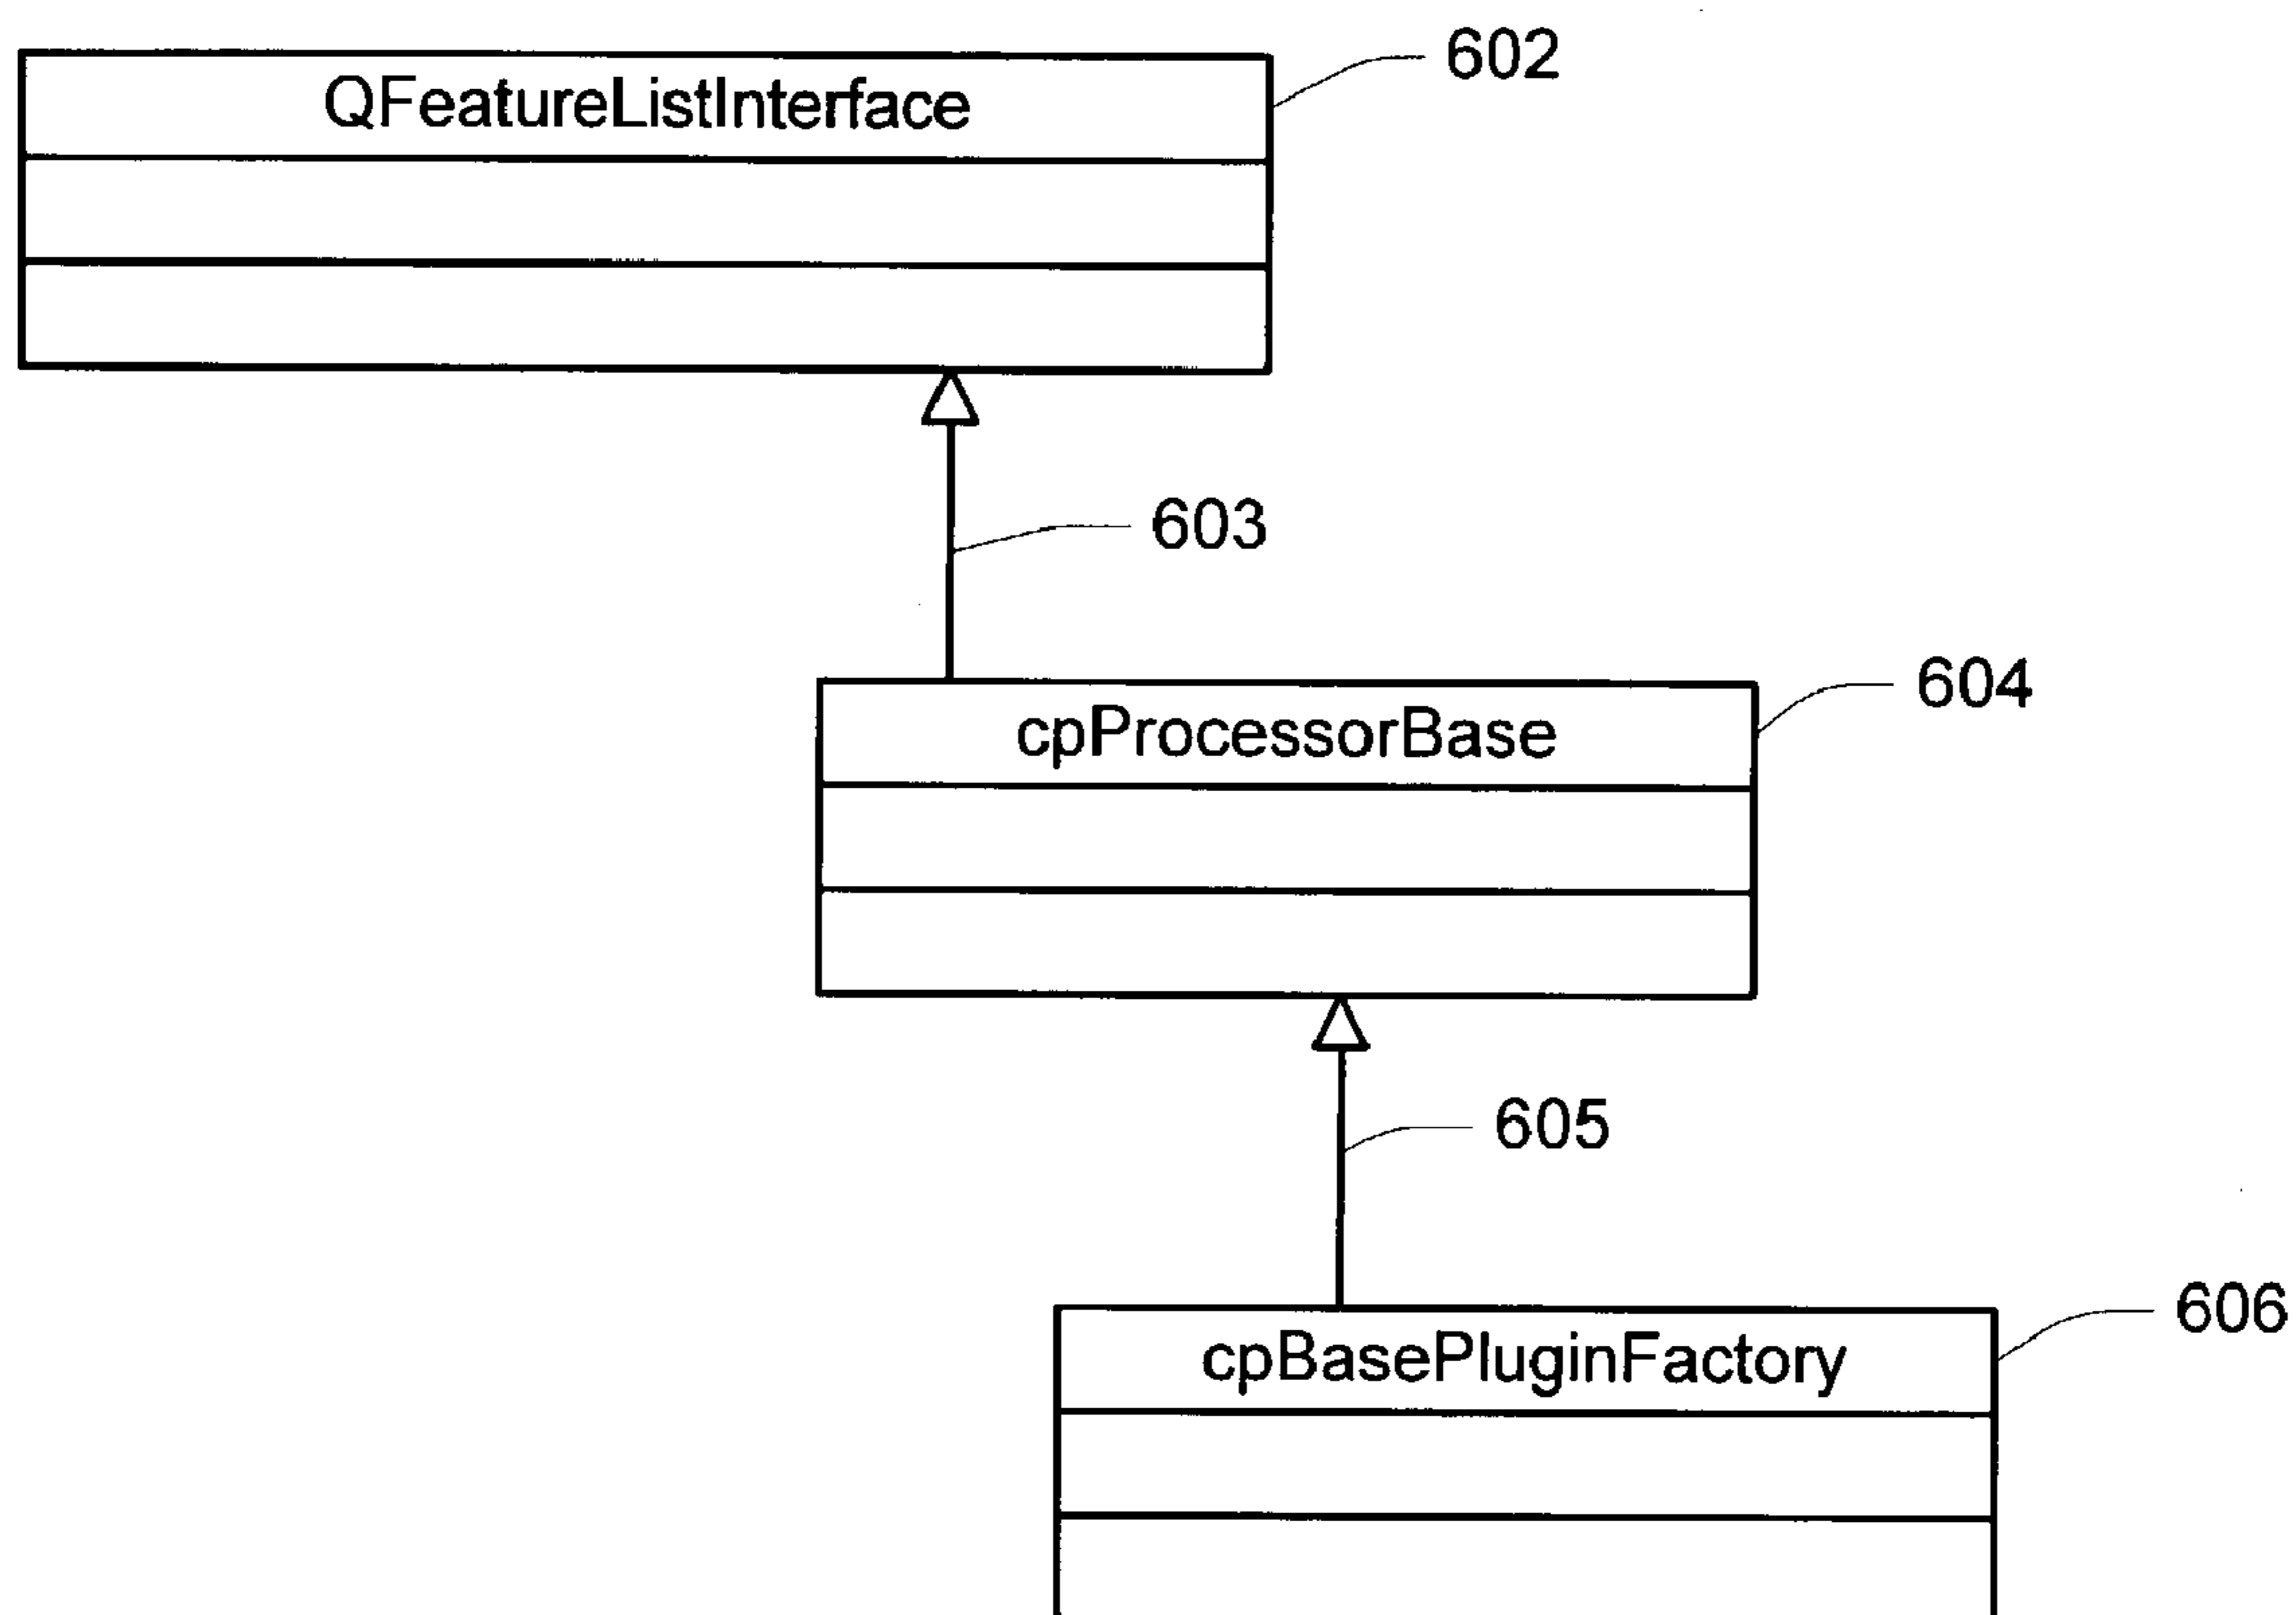 602
QFeatureListInterface
603
604
cpProcessorBase
605
606
cpBasePluginFactory